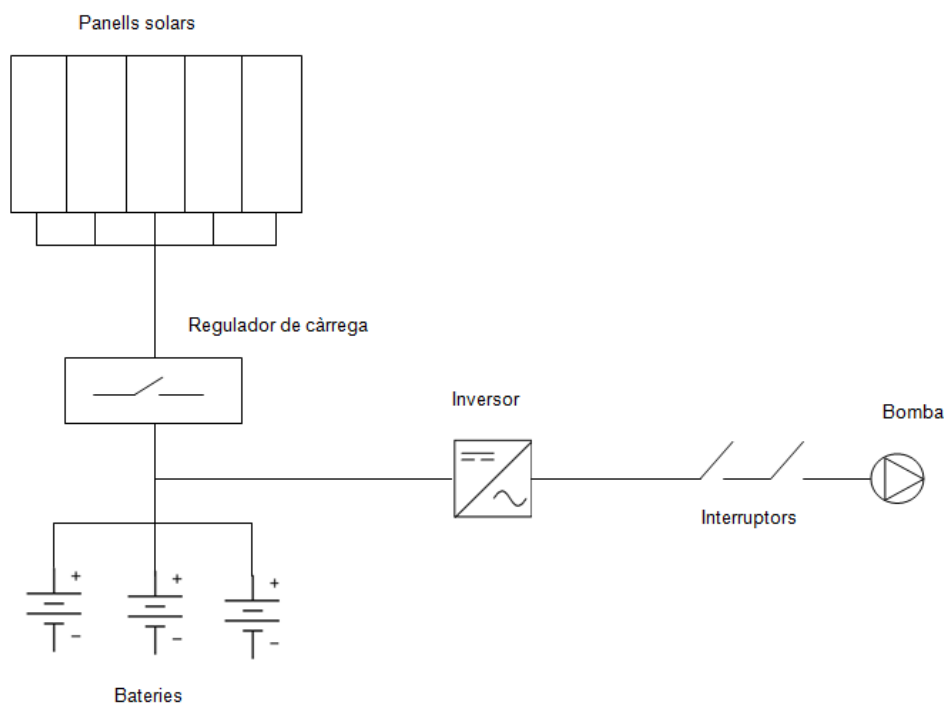 Panells solars
Regulador de càrrega
Inversor
Bomba
Interruptors
+
+
+
−
−
−
Bateries